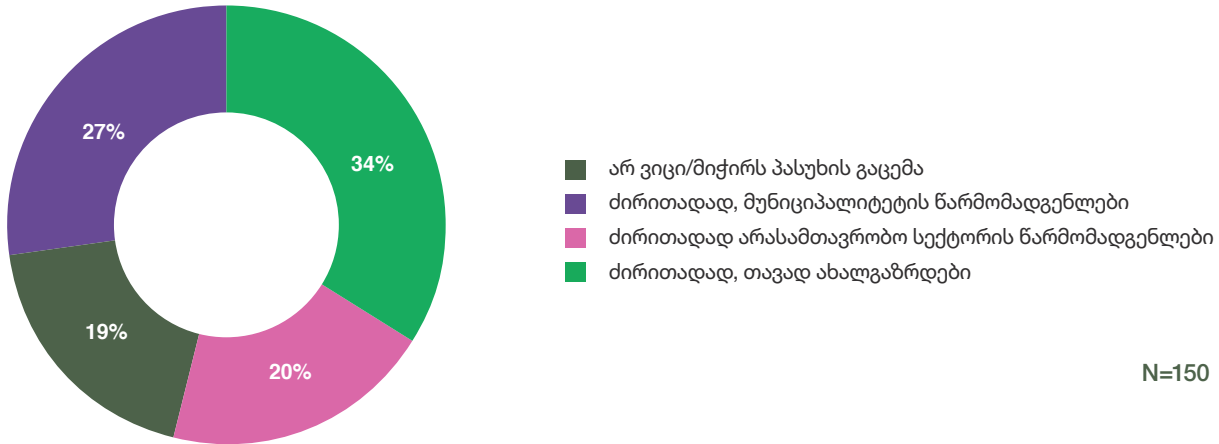 27%
34%
19%
20%
არ ვიცი/მიჭირს პასუხის გაცემა
ძირითადად, მუნიციპალიტეტის წარმომადგენლები
ძირითადად არასამთავრობო სექტორის წარმომადგენლები
ძირითადად, თავად ახალგაზრდები
N=150